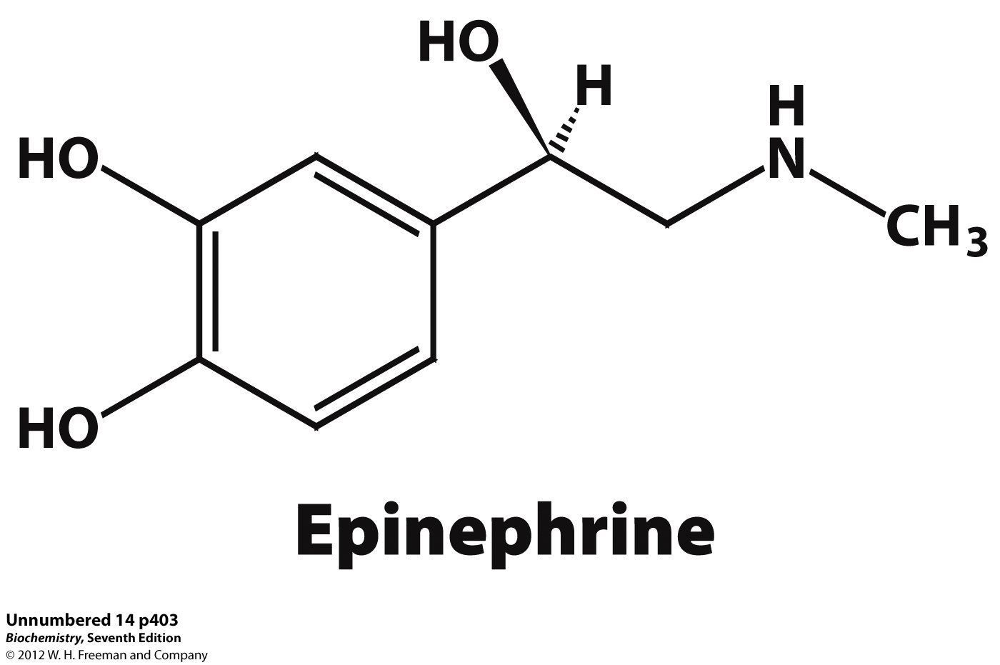 HO
H
H
N
HO
CH3
HO
Epinephrine
Unnumbered 14 p403
Biochemistry, Seventh Edition
© 2012 W. H. Freeman and Company